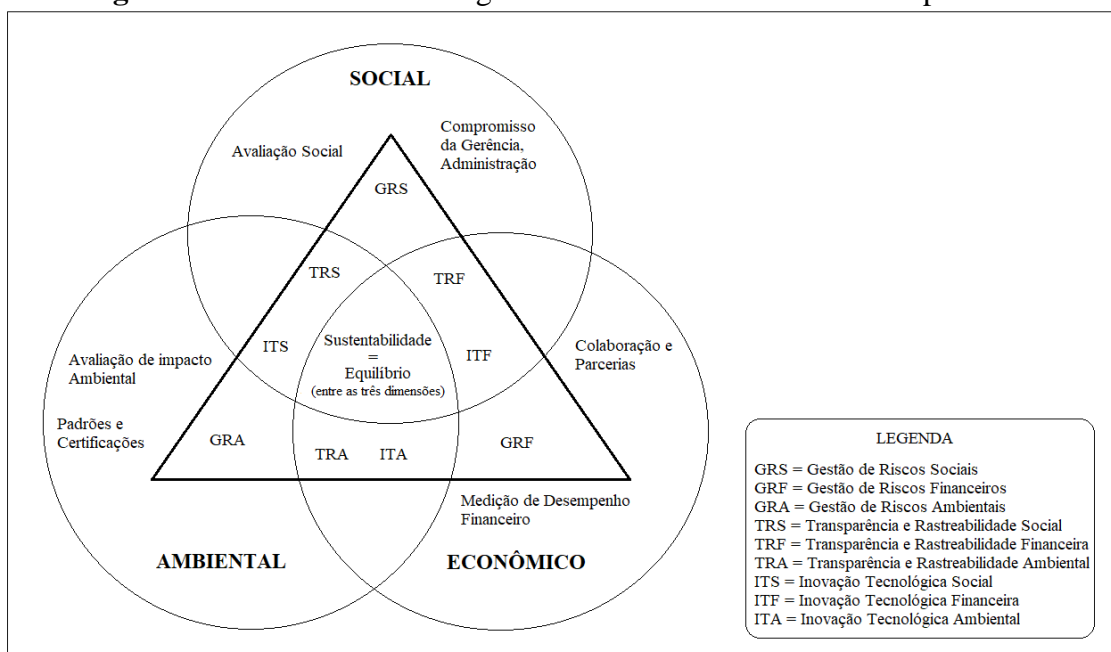 SOCIAL
Compromisso
da Gerência,
Administração
Avaliação Social
GRS
TRS
TRF
Sustentabilidade
=
Equilíbrio
(entre as três dimensões)
ITS
ITF
Avaliação de impacto
Ambiental
Colaboração e
Parcerias
Padrões e
Certificações
GRA
TRA
ITA
GRF
Medição de Desempenho
Financeiro
AMBIENTAL
ECONÔMICO
LEGENDA
GRS = Gestão de Riscos Sociais
GRF = Gestão de Riscos Financeiros
GRA = Gestão de Riscos Ambientais
TRS = Transparência e Rastreabilidade Social
TRF = Transparência e Rastreabilidade Financeira
TRA = Transparência e Rastreabilidade Ambiental
ITS = Inovação Tecnológica Social
ITF = Inovação Tecnológica Financeira
ITA = Inovação Tecnológica Ambiental